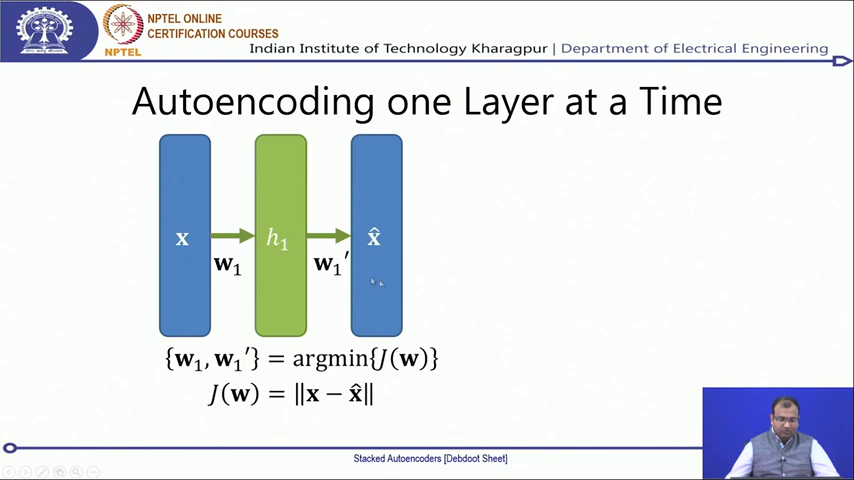 NPTEL ONLINE
CERTIFICATION COURSES
NPTEL
Indian Institute of Technology Kharagpur | Department of Electrical Engineering
Autoencoding one Layer at a Time
x
h₁
x̂
w₁
w₁′
{w₁, w₁′} = argmin{J(w)}
J(w) = ‖x − x̂‖
Stacked Autoencoders [Debdoot Sheet]